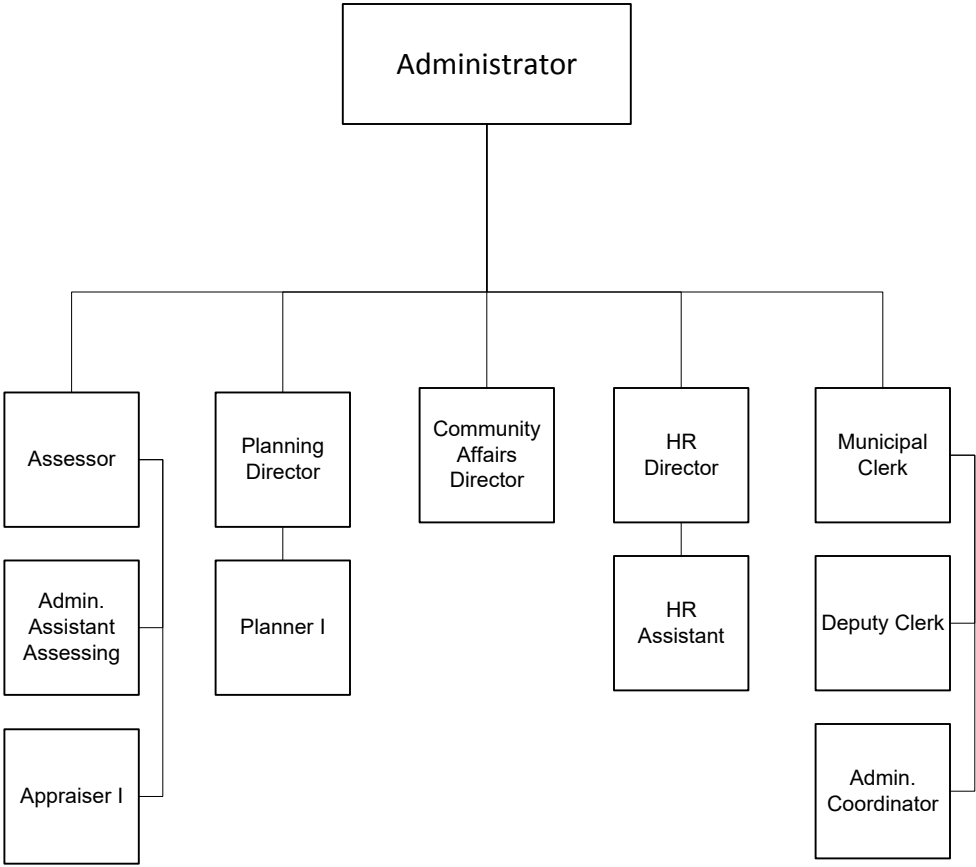 Administrator
Assessor
Planning
Director
Community
Affairs
Director
HR
Director
Municipal
Clerk
Admin.
Assistant
Assessing
Planner I
HR
Assistant
Deputy Clerk
Appraiser I
Admin.
Coordinator